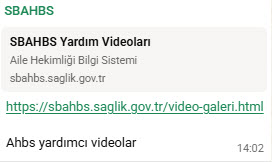 SBAHBS
SBAHBS Yardım Videoları
Aile Hekimliği Bilgi Sistemi
sbahbs.saglik.gov.tr
https://sbahbs.saglik.gov.tr/video-galeri.html
Ahbs yardımcı videolar
14:02